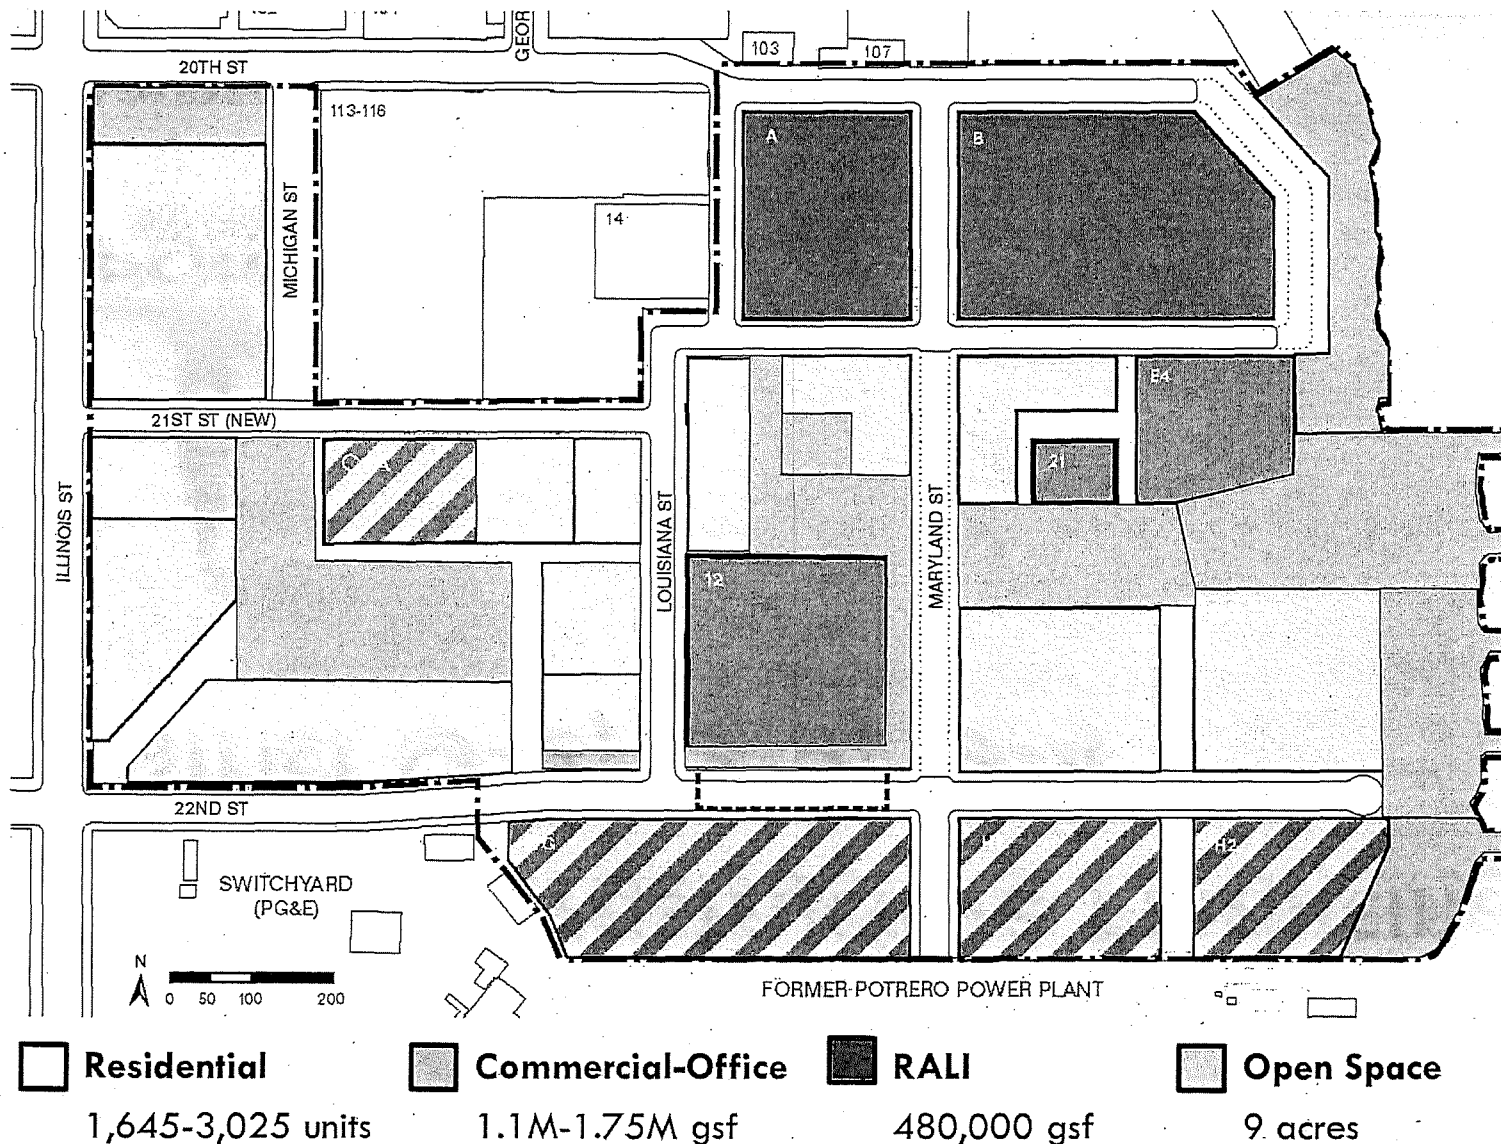 GEOR
103
107
20TH ST
113-116
A
B
MICHIGAN ST
14
E4
21ST ST (NEW)
21
ILLINOIS ST
LOUISIANA ST
MARYLAND ST
12
22ND ST
G
H2
SWITCHYARD
(PG&E)
N
0 50 100 200
FORMER POTRERO POWER PLANT
Residential
Commercial-Office
RALI
Open Space
1,645-3,025 units
1.1M-1.75M gsf
480,000 gsf
9 acres